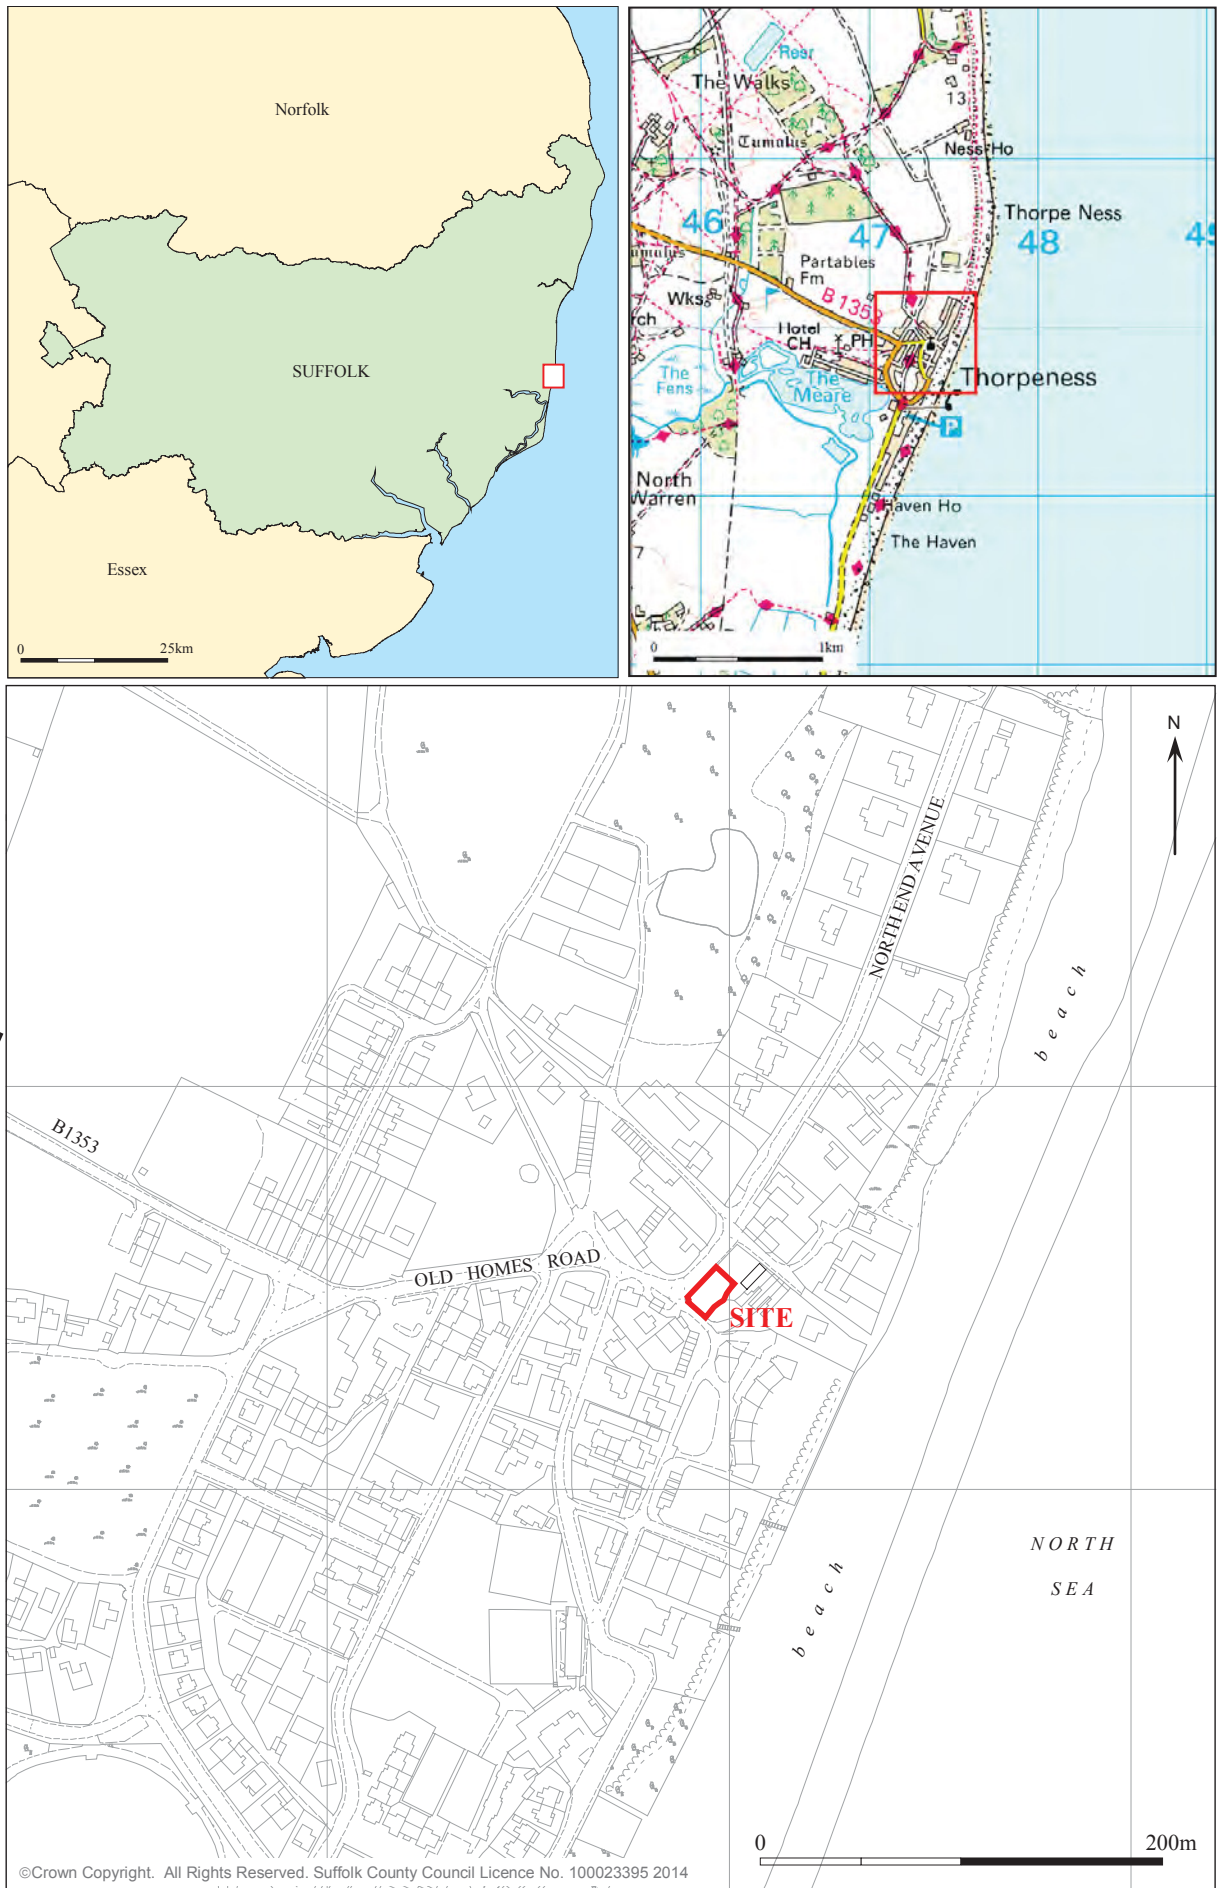 Norfolk
SUFFOLK
Essex
0 25km
Resr
The Walks
13
Tumulus
Ness Ho
Thorpe Ness
46
47
48
Partables
Fm
B 1353
Wks
Hotel
CH
PH
The
Fens
The
Meare
Thorpeness
P
North
Warren
Haven Ho
The Haven
7
0 1km
N
NORTH END AVENUE
beach
B1353
OLD HOMES ROAD
SITE
NORTH
SEA
beach
0 200m
©Crown Copyright. All Rights Reserved. Suffolk County Council Licence No. 100023395 2014